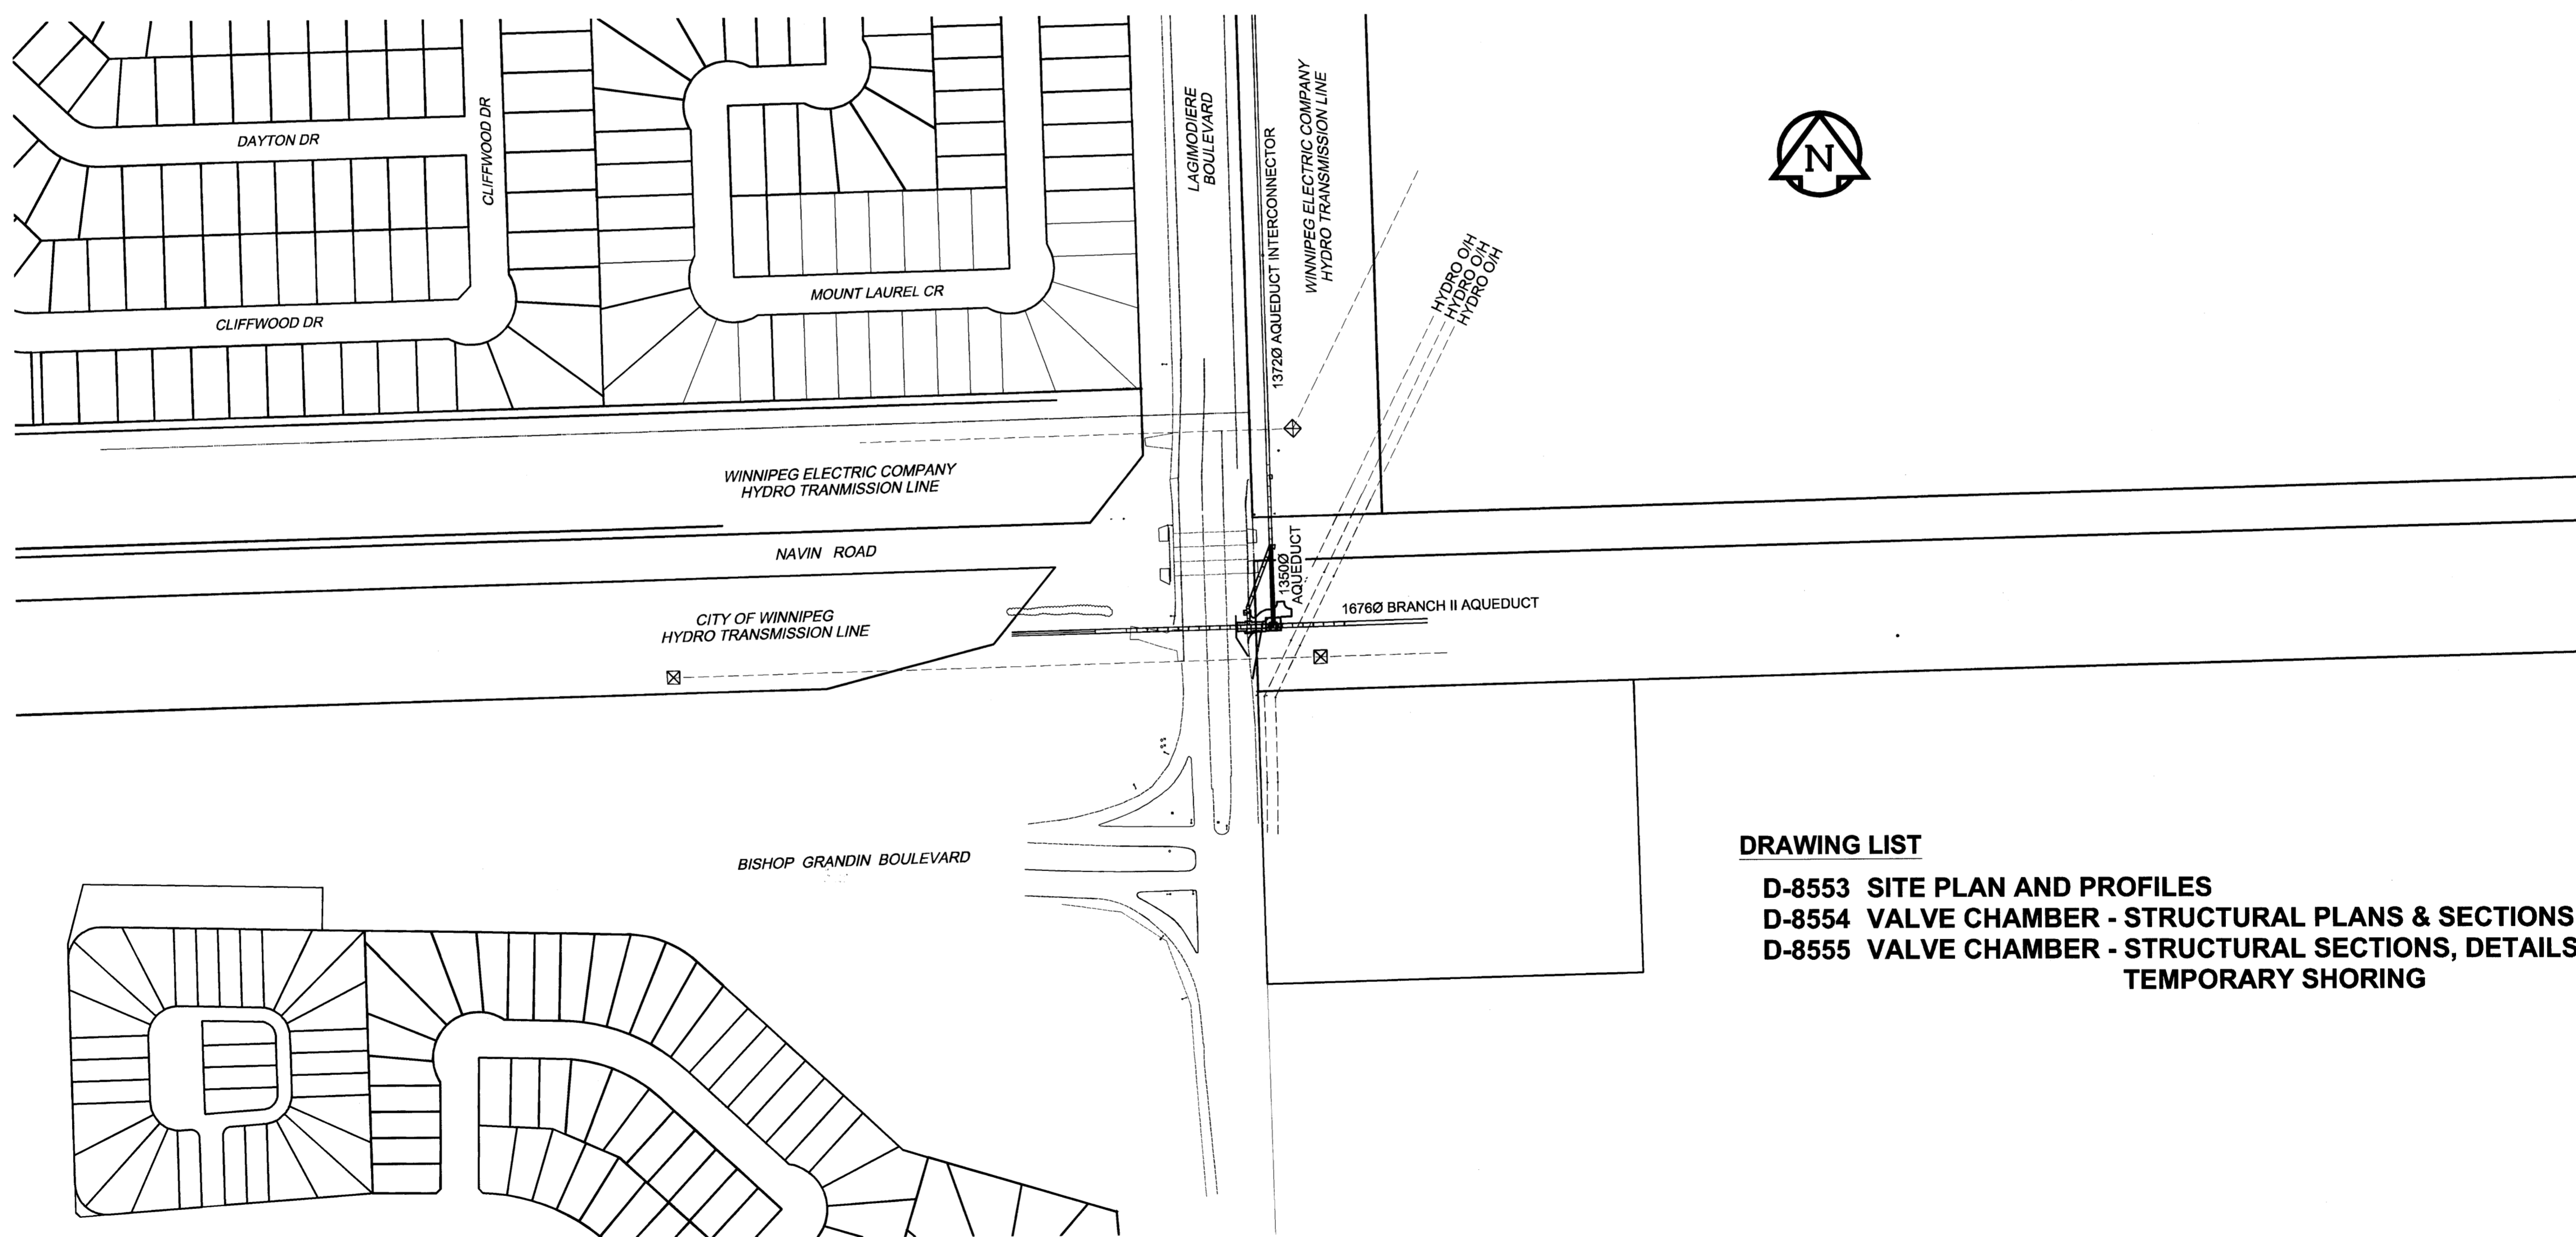 DAYTON DR
CLIFFWOOD DR
CLIFFWOOD DR
MOUNT LAUREL CR
LAGIMODIERE
BOULEVARD
1372Ø AQUEDUCT INTERCONNECTOR
WINNIPEG ELECTRIC COMPANY
HYDRO TRANSMISSION LINE
N
HYDRO O/H
HYDRO O/H
HYDRO O/H
WINNIPEG ELECTRIC COMPANY
HYDRO TRANMISSION LINE
NAVIN ROAD
1350Ø
AQUEDUCT
CITY OF WINNIPEG
HYDRO TRANSMISSION LINE
1676Ø BRANCH II AQUEDUCT
BISHOP GRANDIN BOULEVARD
DRAWING LIST
D-8553 SITE PLAN AND PROFILES
D-8554 VALVE CHAMBER - STRUCTURAL PLANS & SECTIONS
D-8555 VALVE CHAMBER - STRUCTURAL SECTIONS, DETAILS
TEMPORARY SHORING